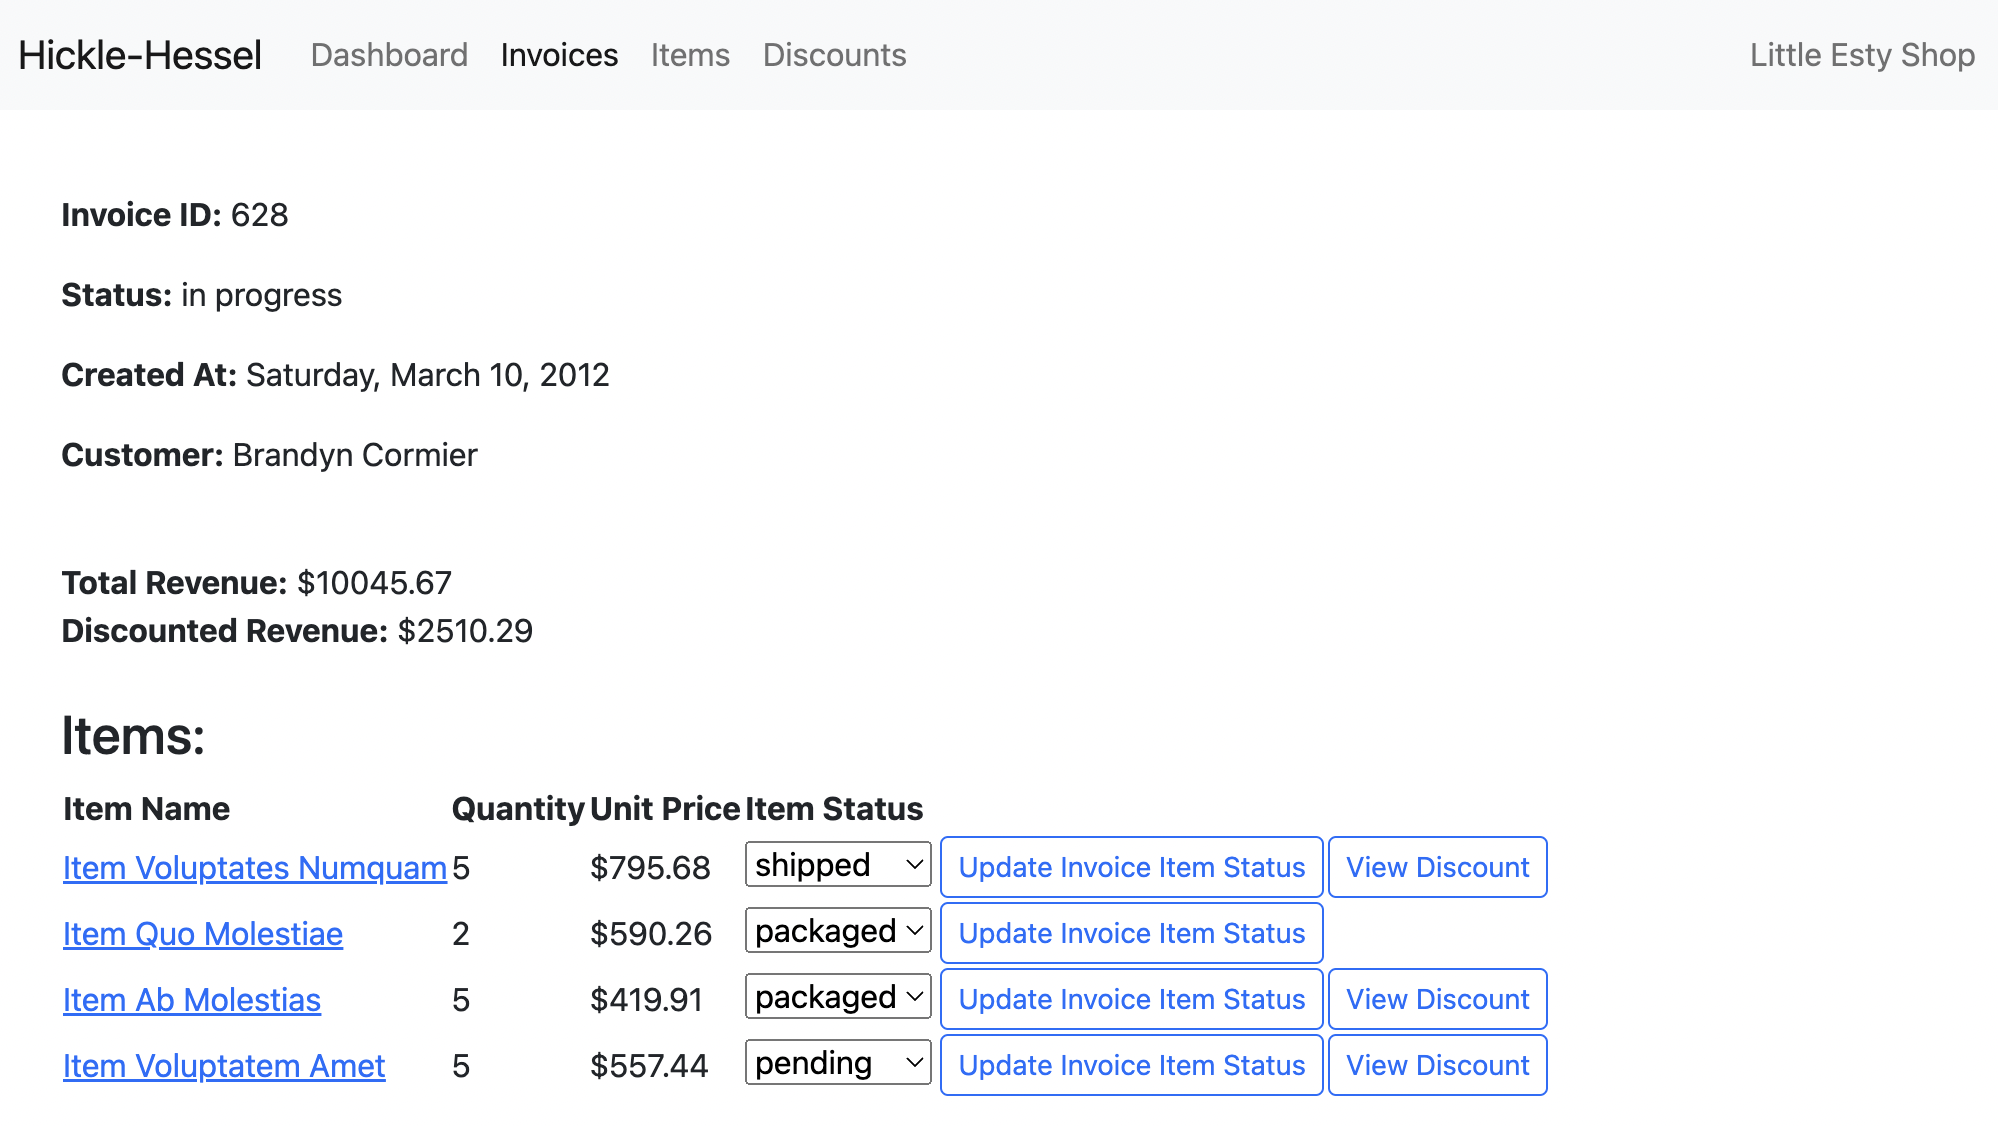 Hickle-Hessel Dashboard Invoices Items Discounts Little Esty Shop
Invoice ID: 628
Status: in progress
Created At: Saturday, March 10, 2012
Customer: Brandyn Cormier
Total Revenue: $10045.67
Discounted Revenue: $2510.29
Items:
Item Name Quantity Unit Price Item Status
Item Voluptates Numquam 5 $795.68 shipped Update Invoice Item Status View Discount
Item Quo Molestiae 2 $590.26 packaged Update Invoice Item Status
Item Ab Molestias 5 $419.91 packaged Update Invoice Item Status View Discount
Item Voluptatem Amet 5 $557.44 pending Update Invoice Item Status View Discount